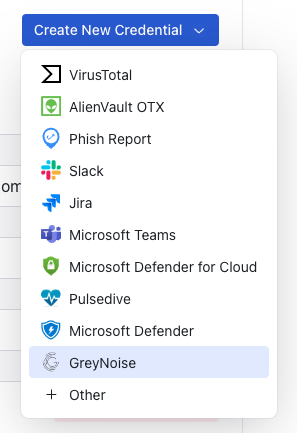 Create New Credential
VirusTotal
AlienVault OTX
Phish Report
Slack
om
Jira
Microsoft Teams
Microsoft Defender for Cloud
Pulsedive
Microsoft Defender
GreyNoise
+ Other